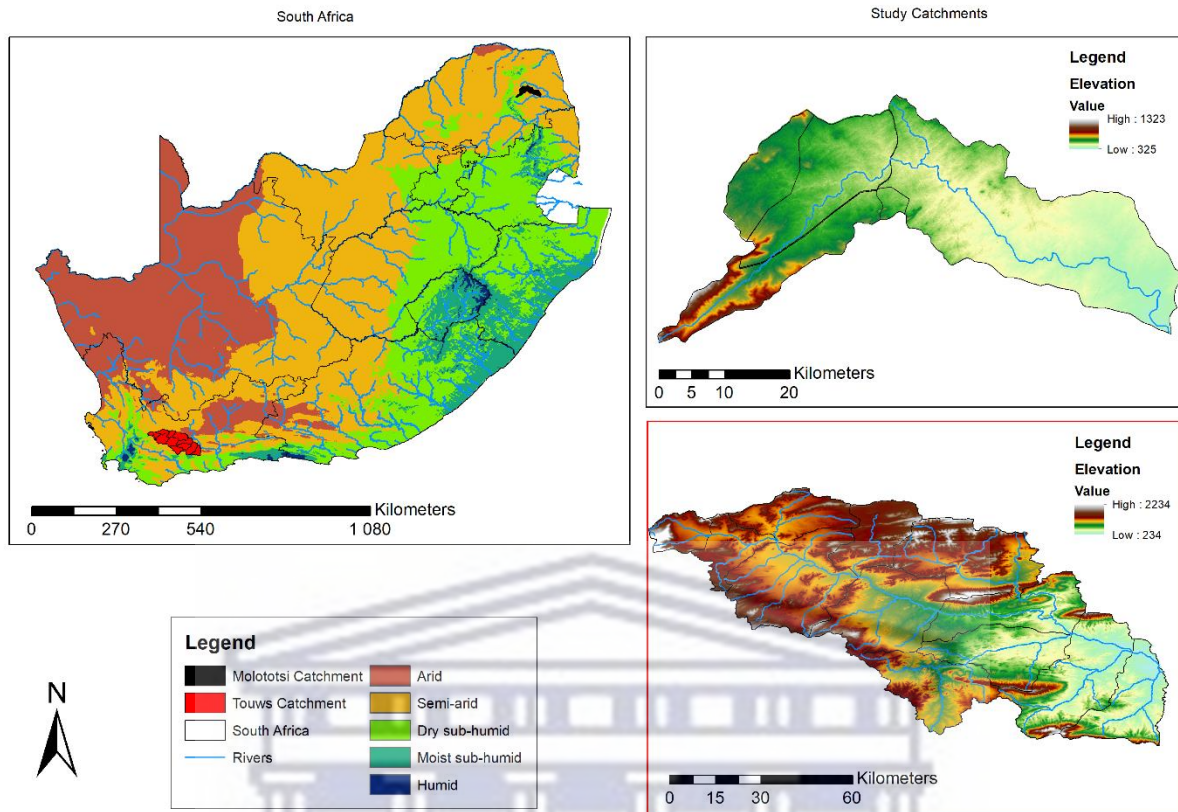 South Africa
Kilometers
0 270 540 1 080
Study Catchments
Legend
Elevation
Value
High : 1323
Low : 325
Kilometers
0 5 10 20
Legend
Elevation
Value
High : 2234
Low : 234
Kilometers
0 15 30 60
N
Legend
Molototsi Catchment
Touws Catchment
South Africa
Rivers
Arid
Semi-arid
Dry sub-humid
Moist sub-humid
Humid